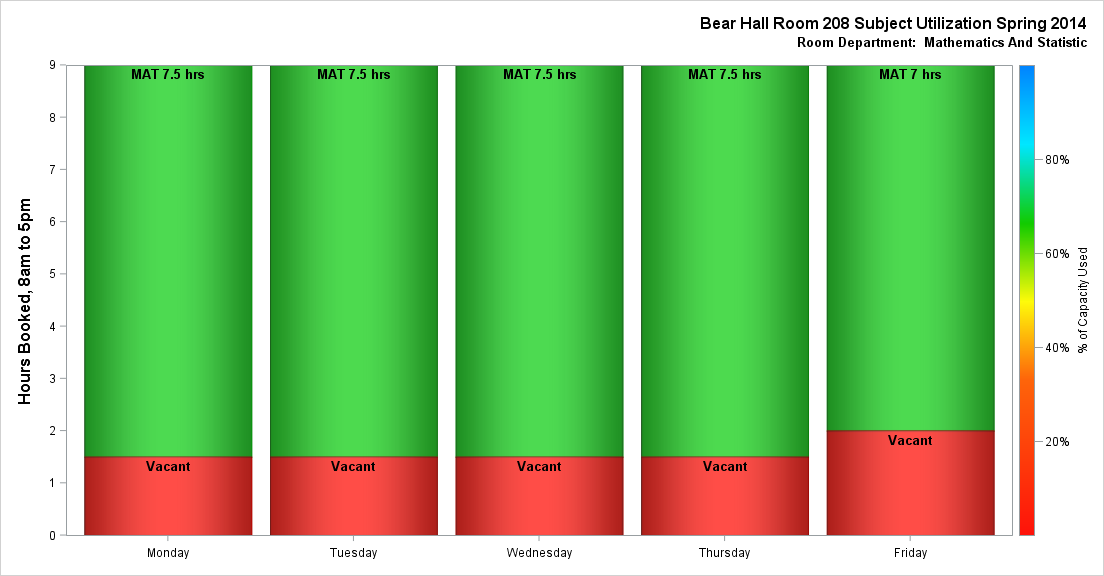 Bear Hall Room 208 Subject Utilization Spring 2014
Room Department: Mathematics And Statistic
Hours Booked, 8am to 5pm
9
8
7
6
5
4
3
2
1
0
MAT 7.5 hrs
MAT 7.5 hrs
MAT 7.5 hrs
MAT 7.5 hrs
MAT 7 hrs
Vacant
Vacant
Vacant
Vacant
Vacant
Monday
Tuesday
Wednesday
Thursday
Friday
80%
60%
40%
20%
% of Capacity Used